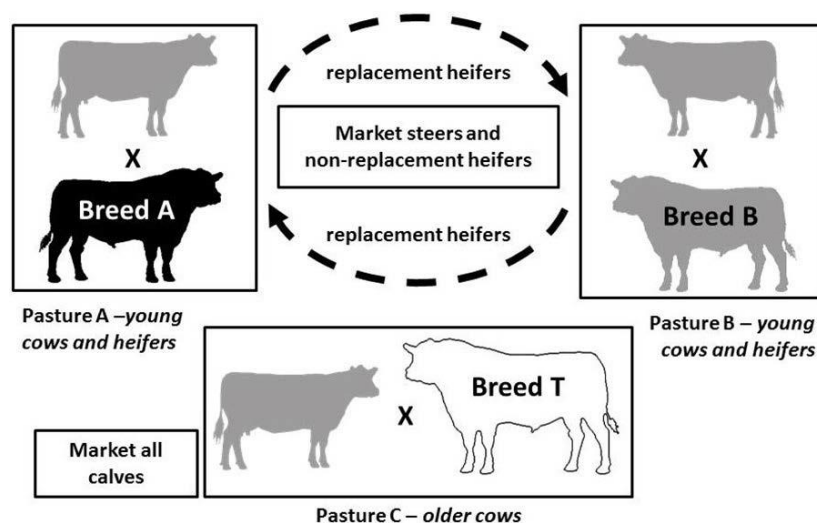 replacement heifers
Market steers and
non-replacement heifers
replacement heifers
X
Breed A
X
Breed B
Pasture A –young
cows and heifers
Pasture B – young
cows and heifers
Breed T
X
Market all
calves
Pasture C – older cows